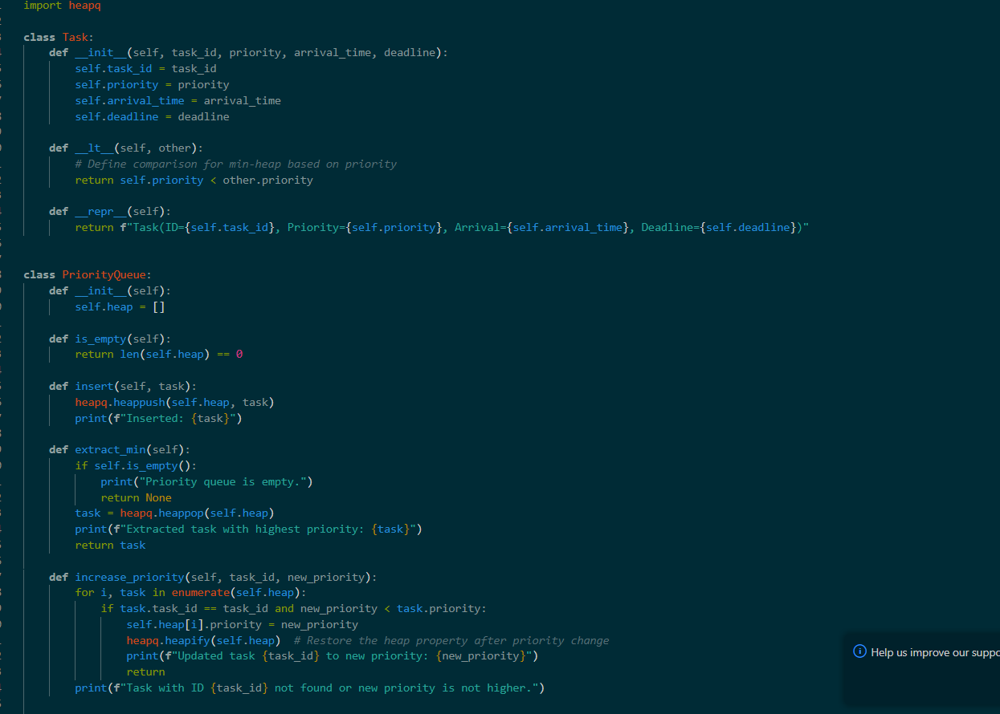 import heapq
class Task:
    def __init__(self, task_id, priority, arrival_time, deadline):
        self.task_id = task_id
        self.priority = priority
        self.arrival_time = arrival_time
        self.deadline = deadline
    def __lt__(self, other):
        # Define comparison for min-heap based on priority
        return self.priority < other.priority
    def __repr__(self):
        return f"Task(ID={self.task_id}, Priority={self.priority}, Arrival={self.arrival_time}, Deadline={self.deadline})"
class PriorityQueue:
    def __init__(self):
        self.heap = []
    def is_empty(self):
        return len(self.heap) == 0
    def insert(self, task):
        heapq.heappush(self.heap, task)
        print(f"Inserted: {task}")
    def extract_min(self):
        if self.is_empty():
            print("Priority queue is empty.")
            return None
        task = heapq.heappop(self.heap)
        print(f"Extracted task with highest priority: {task}")
        return task
    def increase_priority(self, task_id, new_priority):
        for i, task in enumerate(self.heap):
            if task.task_id == task_id and new_priority < task.priority:
                self.heap[i].priority = new_priority
                heapq.heapify(self.heap)  # Restore the heap property after priority change
                print(f"Updated task {task_id} to new priority: {new_priority}")
                return
        print(f"Task with ID {task_id} not found or new priority is not higher.")
Help us improve our